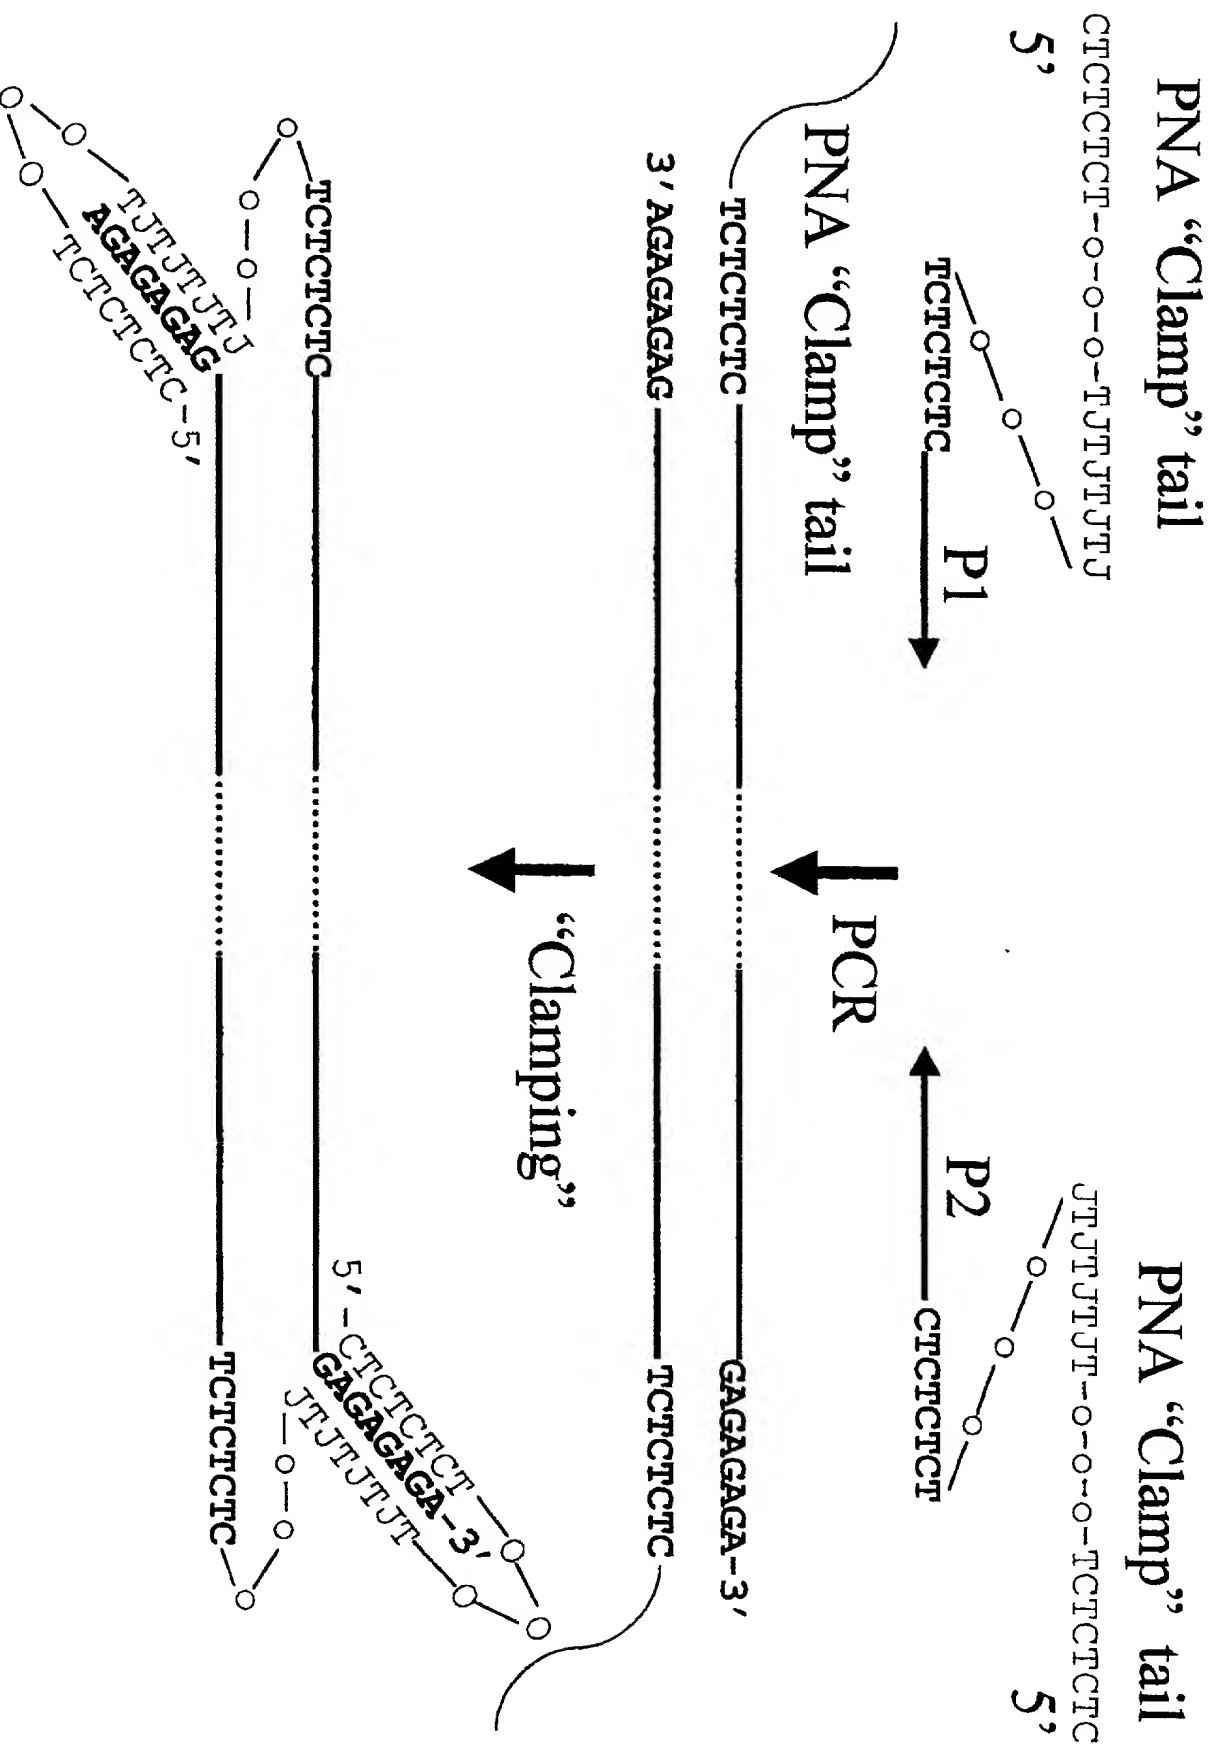 PNA “Clamp” tail
PNA “Clamp” tail
CTCTCTCT-O-O-O-TJTJTJTJ
JTJTJTJT-O-O-O-TCTCTCTC
5’
5’
P1
P2
TCTCTCTC
CTCTCTCT
PCR
PNA “Clamp” tail
TCTCTCTC
GAGAGAGA-3'
3'AGAGAGAG
TCTCTCTC
“Clamping”
5'-CTCTCTCT
TCTCTCTC
GAGAGAGA-3'
JTJTJTJT
TJTJTJTJ
AGAGAGAG
TCTCTCTC
TCTCTCTC-5'